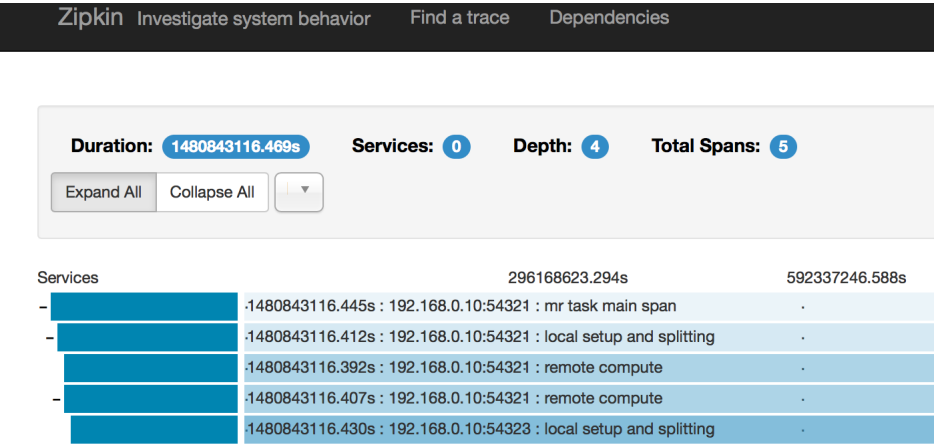 Zipkin Investigate system behavior Find a trace Dependencies
Duration: 1480843116.469s Services: 0 Depth: 4 Total Spans: 5
Expand All Collapse All
Services 296168623.294s 592337246.588s
-1480843116.445s : 192.168.0.10:54321 : mr task main span
-1480843116.412s : 192.168.0.10:54321 : local setup and splitting
-1480843116.392s : 192.168.0.10:54321 : remote compute
-1480843116.407s : 192.168.0.10:54321 : remote compute
-1480843116.430s : 192.168.0.10:54323 : local setup and splitting